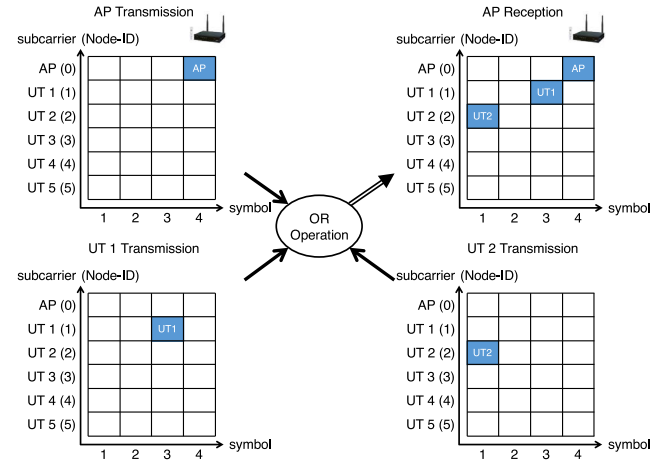 AP Transmission
subcarrier (Node-ID)
AP (0)
AP
UT 1 (1)
UT 2 (2)
UT 3 (3)
UT 4 (4)
UT 5 (5)
symbol
1 2 3 4
AP Reception
subcarrier (Node-ID)
AP (0)
AP
UT 1 (1)
UT1
UT 2 (2)
UT2
UT 3 (3)
UT 4 (4)
UT 5 (5)
symbol
1 2 3 4
OR
Operation
UT 1 Transmission
subcarrier (Node-ID)
AP (0)
UT 1 (1)
UT1
UT 2 (2)
UT 3 (3)
UT 4 (4)
UT 5 (5)
symbol
1 2 3 4
UT 2 Transmission
subcarrier (Node-ID)
AP (0)
UT 1 (1)
UT 2 (2)
UT2
UT 3 (3)
UT 4 (4)
UT 5 (5)
symbol
1 2 3 4